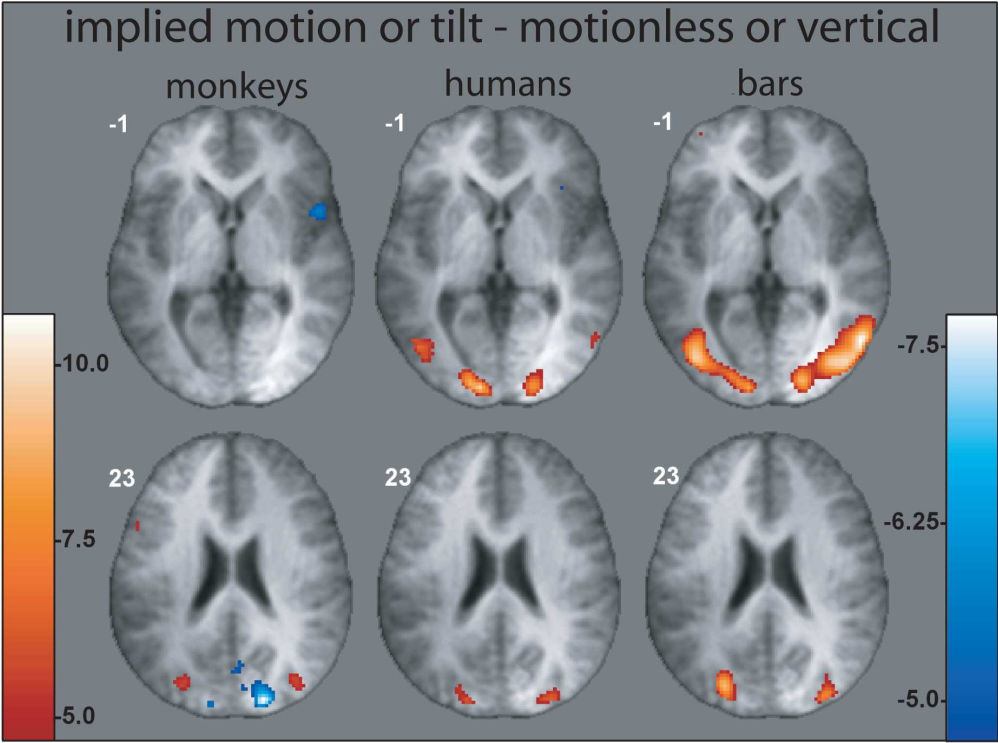 implied motion or tilt - motionless or vertical
monkeys humans bars
-1 -1 -1
-10.0 -7.5
23 23 23
-7.5 -6.25-
-5.0 -5.0-